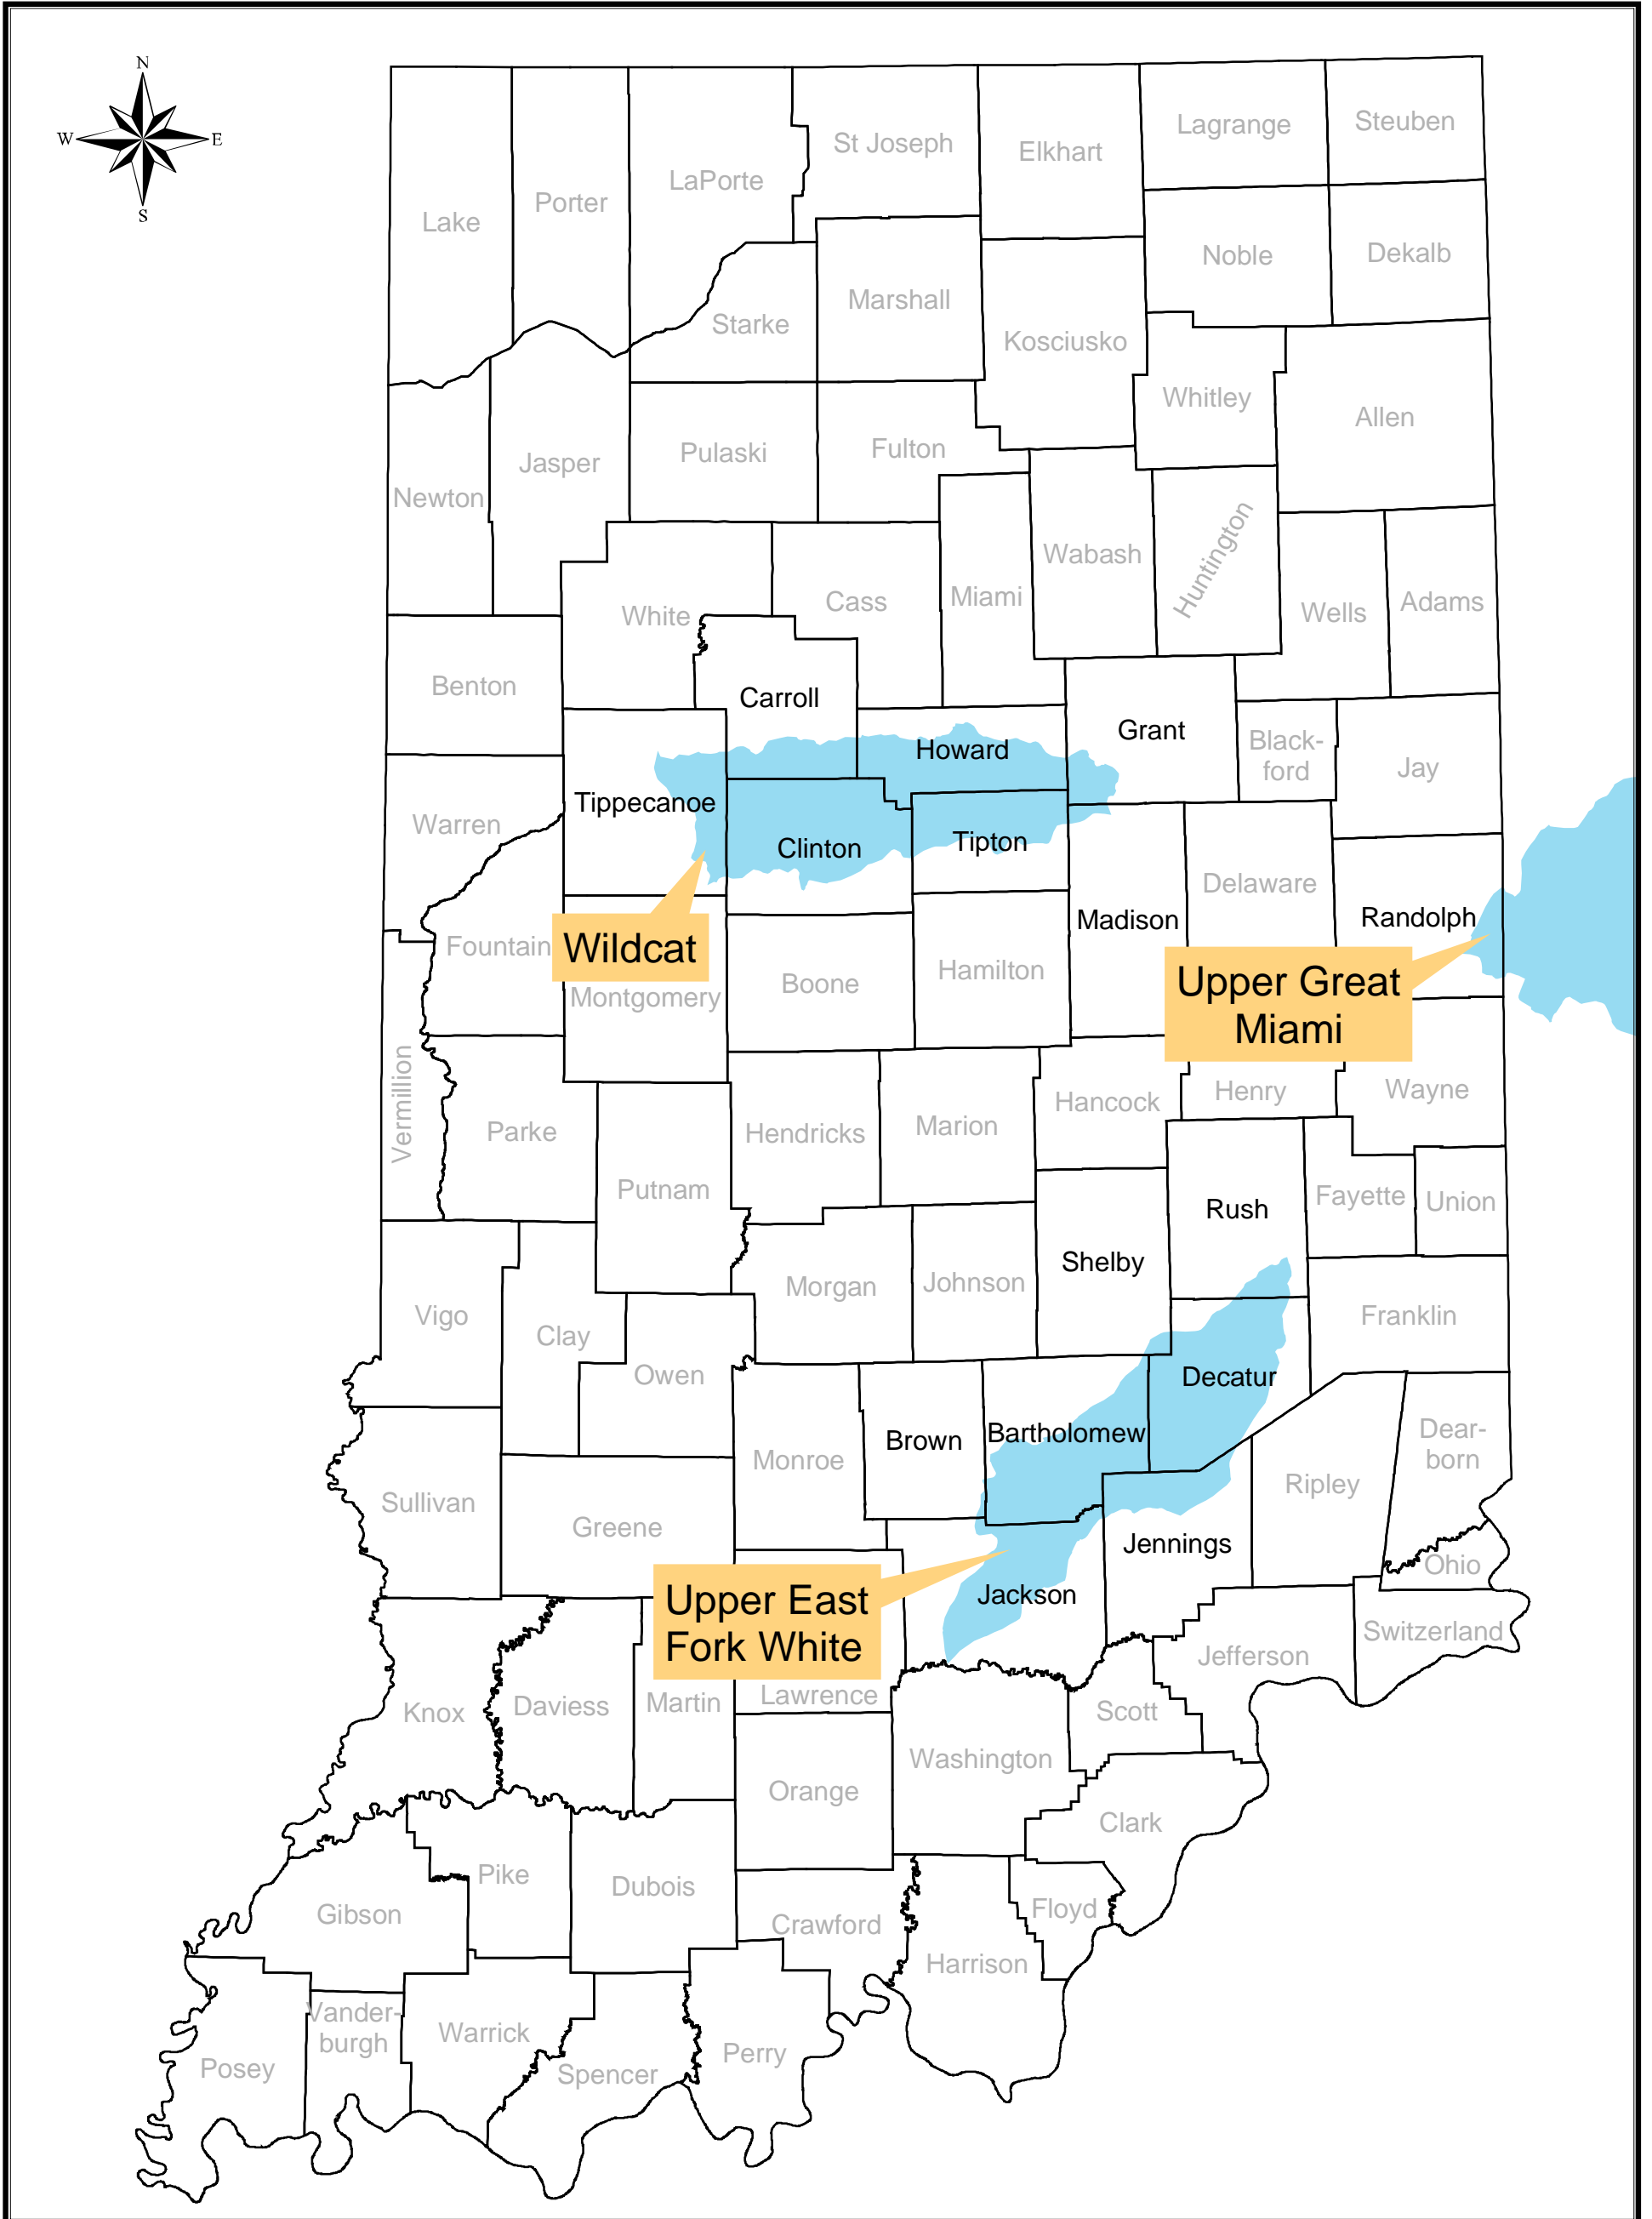 N
W
E
S
Lake
Porter
LaPorte
St Joseph
Elkhart
Lagrange
Steuben
Noble
Dekalb
Starke
Marshall
Kosciusko
Whitley
Allen
Newton
Jasper
Pulaski
Fulton
White
Cass
Miami
Wabash
Huntington
Wells
Adams
Benton
Carroll
Howard
Grant
Black-
ford
Jay
Warren
Tippecanoe
Clinton
Tipton
Madison
Delaware
Randolph
Fountain
Wildcat
Montgomery
Boone
Hamilton
Upper Great
Miami
Vermillion
Parke
Putnam
Hendricks
Marion
Hancock
Henry
Wayne
Rush
Fayette
Union
Vigo
Clay
Owen
Morgan
Johnson
Shelby
Decatur
Franklin
Sullivan
Greene
Monroe
Brown
Bartholomew
Jennings
Ripley
Dear-
born
Ohio
Upper East
Fork White
Jackson
Switzerland
Jefferson
Knox
Daviess
Martin
Lawrence
Washington
Scott
Orange
Clark
Gibson
Pike
Dubois
Crawford
Floyd
Harrison
Posey
Vander-
burgh
Warrick
Spencer
Perry